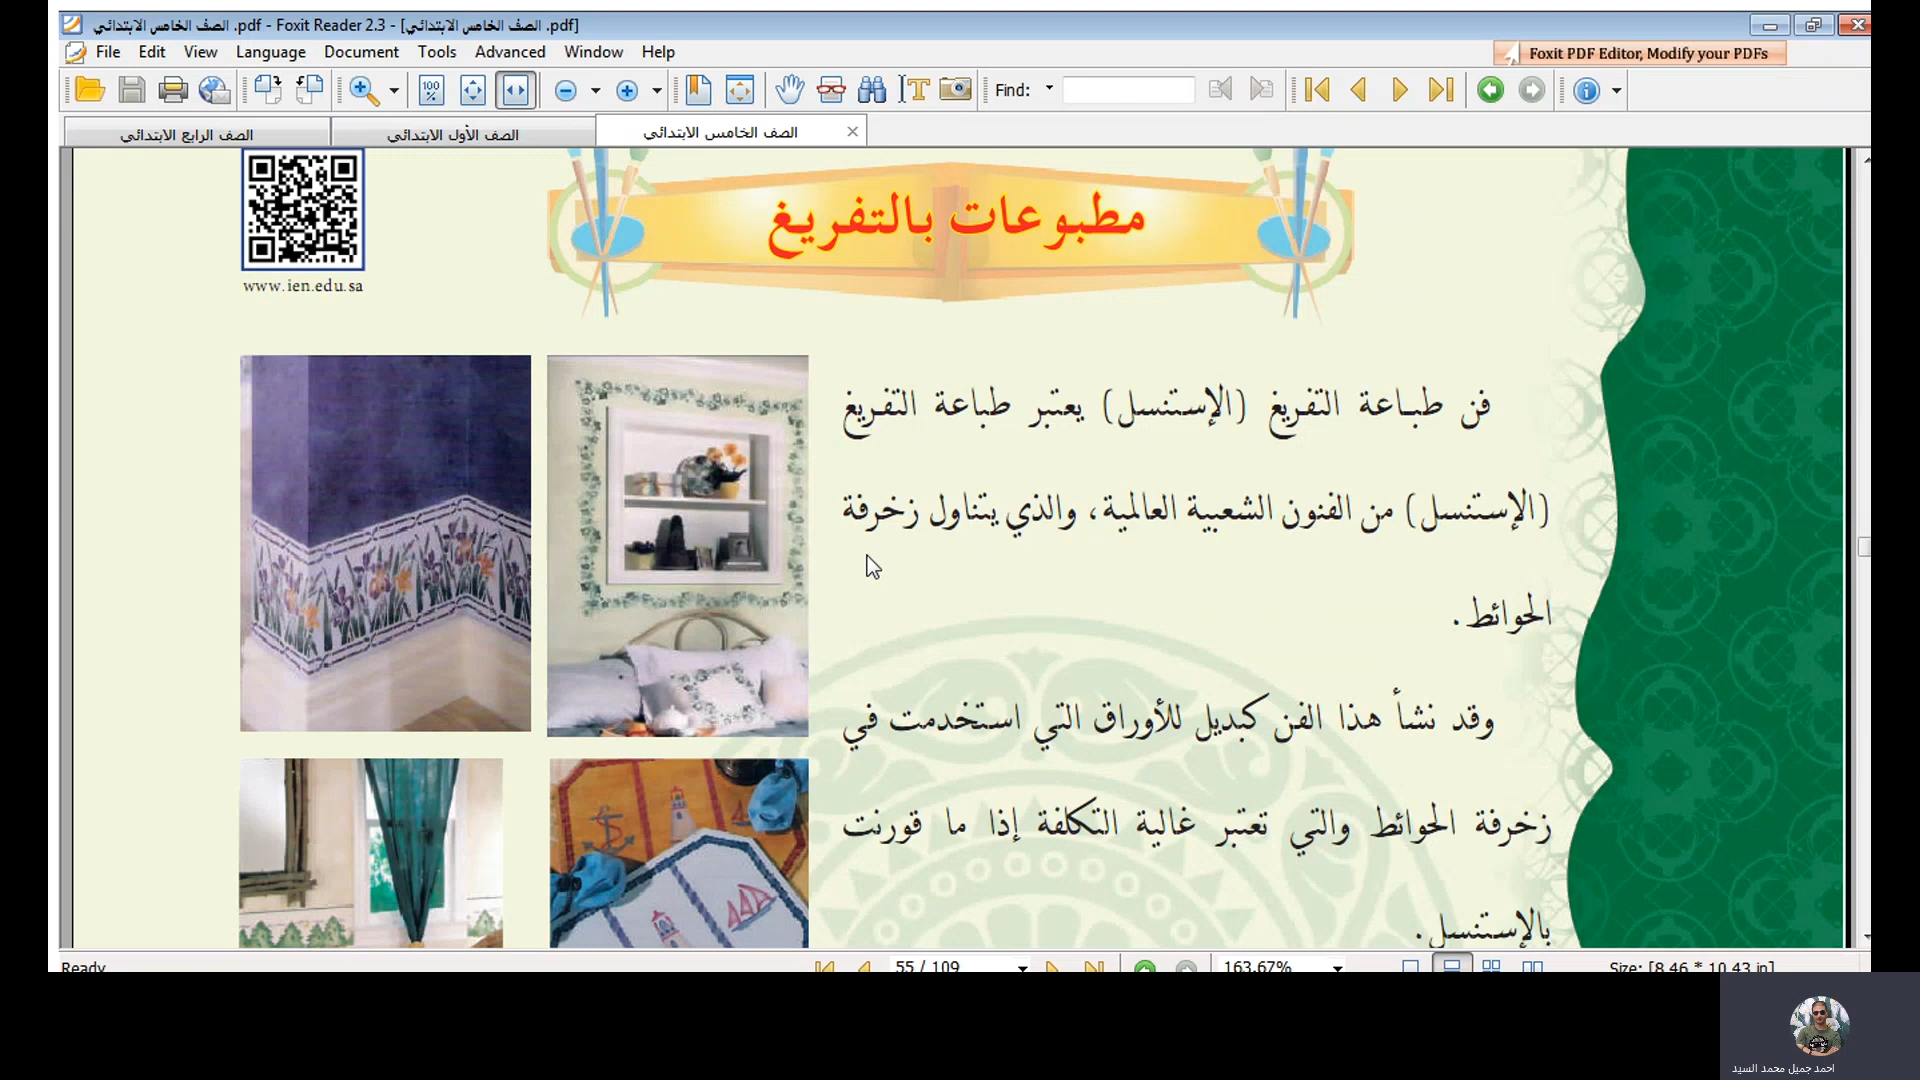 الصف الخامس الابتدائي .pdf - Foxit Reader 2.3 - [الصف الخامس الابتدائي .pdf]
File Edit View Language Document Tools Comments Advanced Window Help
Foxit PDF Editor, Modify your PDFs
Find:
الصف الرابع الابتدائي
الصف الأول الابتدائي
الصف الخامس الابتدائي
www.ien.edu.sa
مطبوعات بالتفريغ
فن طباعة التفريغ (الإستنسل) يعتبر طباعة التفريغ
(الإستنسل) من الفنون الشعبية العالمية، والذي يتناول زخرفة
الحوائط.
وقد نشأ هذا الفن كبديل للأوراق التي استخدمت في
زخرفة الحوائط والتي تعتبر غالية التكلفة إذا ما قورنت
بالإستنسل.
Ready
55 / 109
163.67%
Size: [8.46 * 10.43 in]
احمد جميل محمد السيد